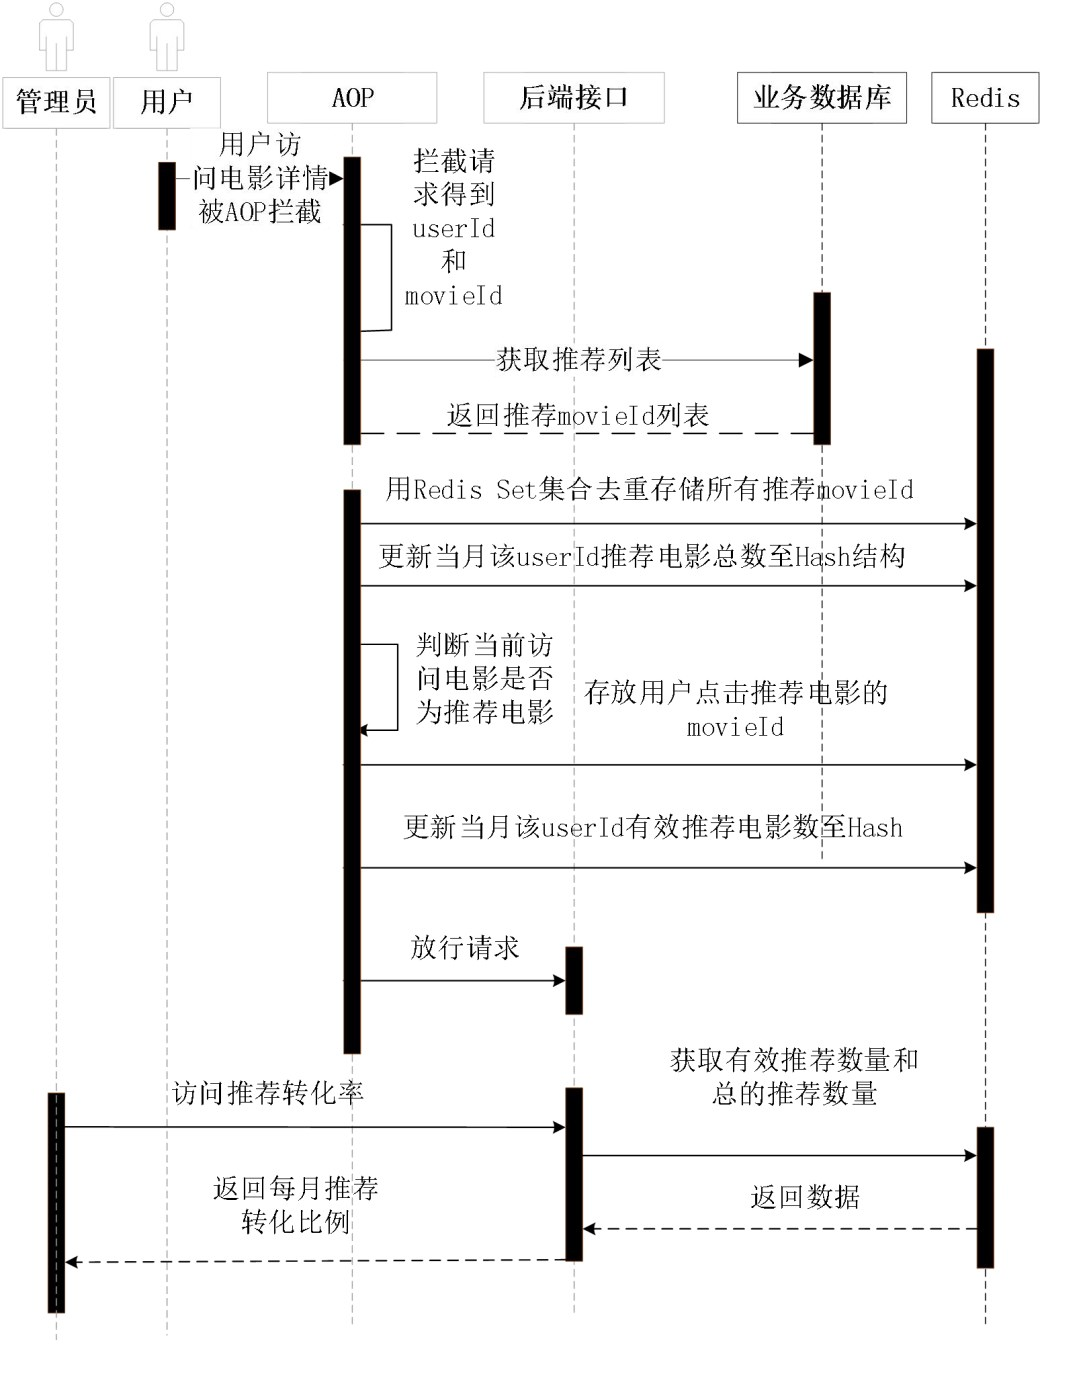 管理员
用户
AOP
后端接口
业务数据库
Redis
用户访
问电影详情
被AOP拦截
拦截请
求得到
userId
和
movieId
获取推荐列表
返回推荐movieId列表
用Redis Set集合去重存储所有推荐movieId
更新当月该userId推荐电影总数至Hash结构
判断当前访
问电影是否
为推荐电影
存放用户点击推荐电影的
movieId
更新当月该userId有效推荐电影数至Hash
放行请求
获取有效推荐数量和
总的推荐数量
访问推荐转化率
返回每月推荐
转化比例
返回数据